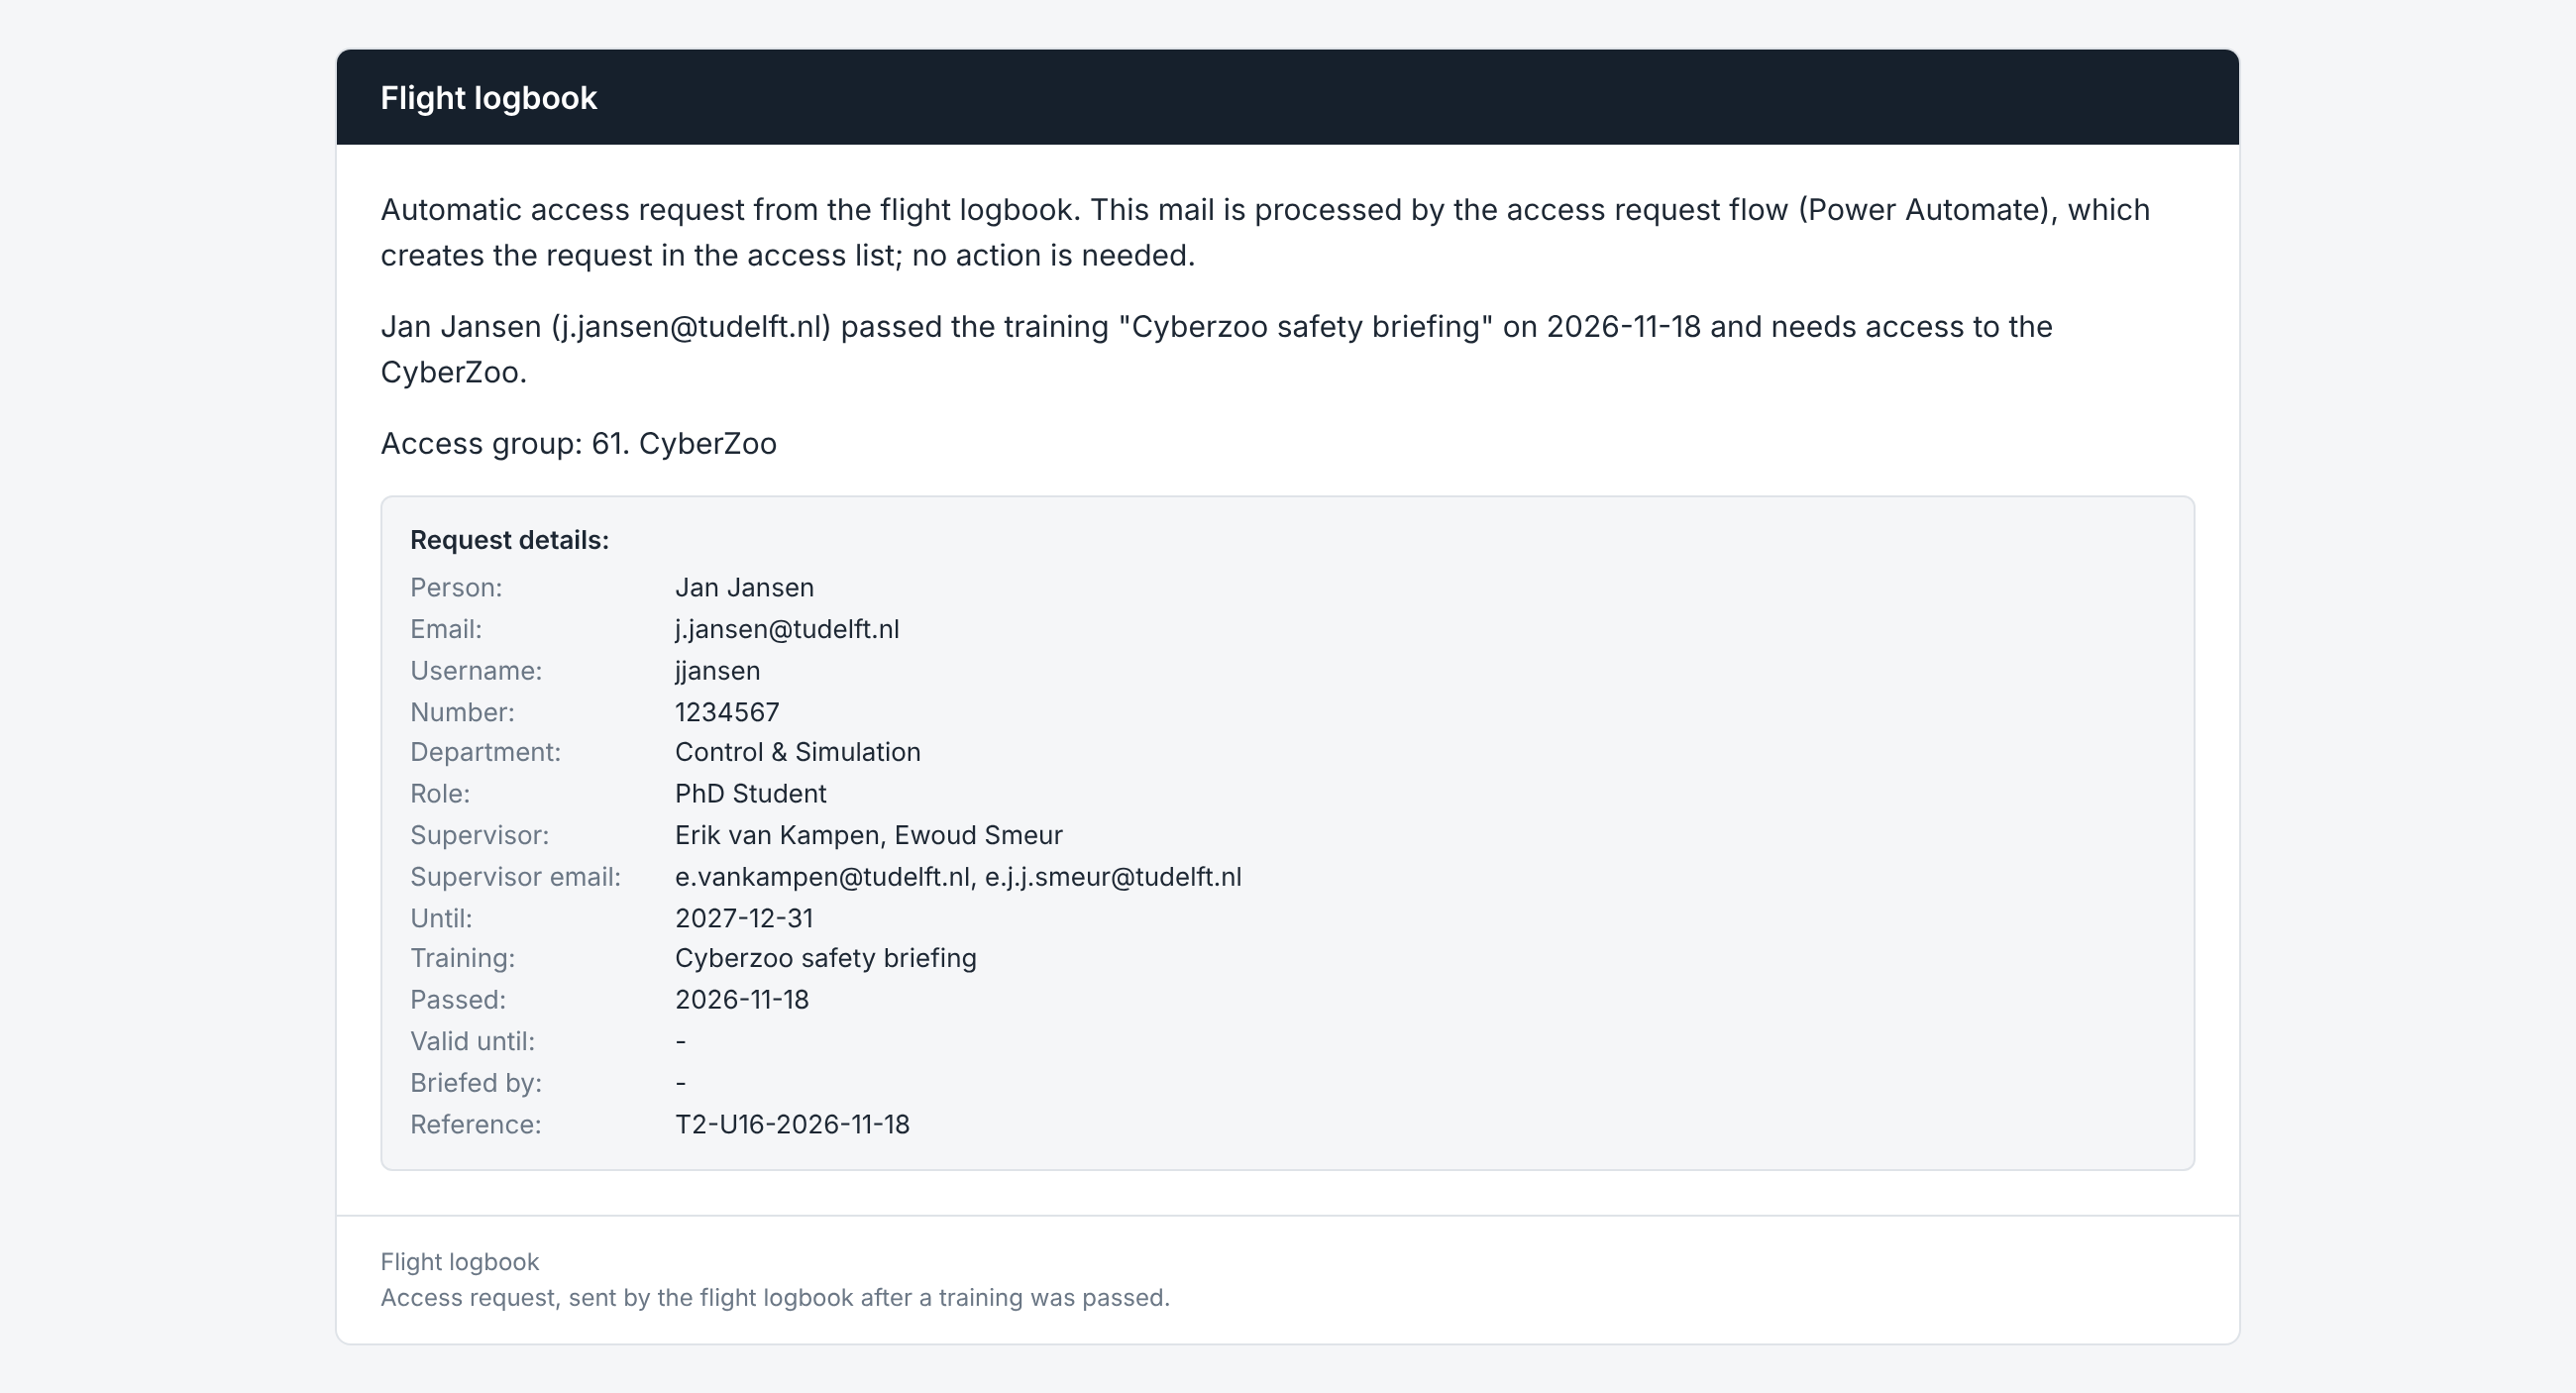 Flight logbook
Automatic access request from the flight logbook. This mail is processed by the access request flow (Power Automate), which
creates the request in the access list; no action is needed.
Jan Jansen (j.jansen@tudelft.nl) passed the training "Cyberzoo safety briefing" on 2026-11-18 and needs access to the
CyberZoo.
Access group: 61. CyberZoo
Request details:
Person: Jan Jansen
Email: j.jansen@tudelft.nl
Username: jjansen
Number: 1234567
Department: Control & Simulation
Role: PhD Student
Supervisor: Erik van Kampen, Ewoud Smeur
Supervisor email: e.vankampen@tudelft.nl, e.j.j.smeur@tudelft.nl
Until: 2027-12-31
Training: Cyberzoo safety briefing
Passed: 2026-11-18
Valid until: -
Briefed by: -
Reference: T2-U16-2026-11-18
Flight logbook
Access request, sent by the flight logbook after a training was passed.